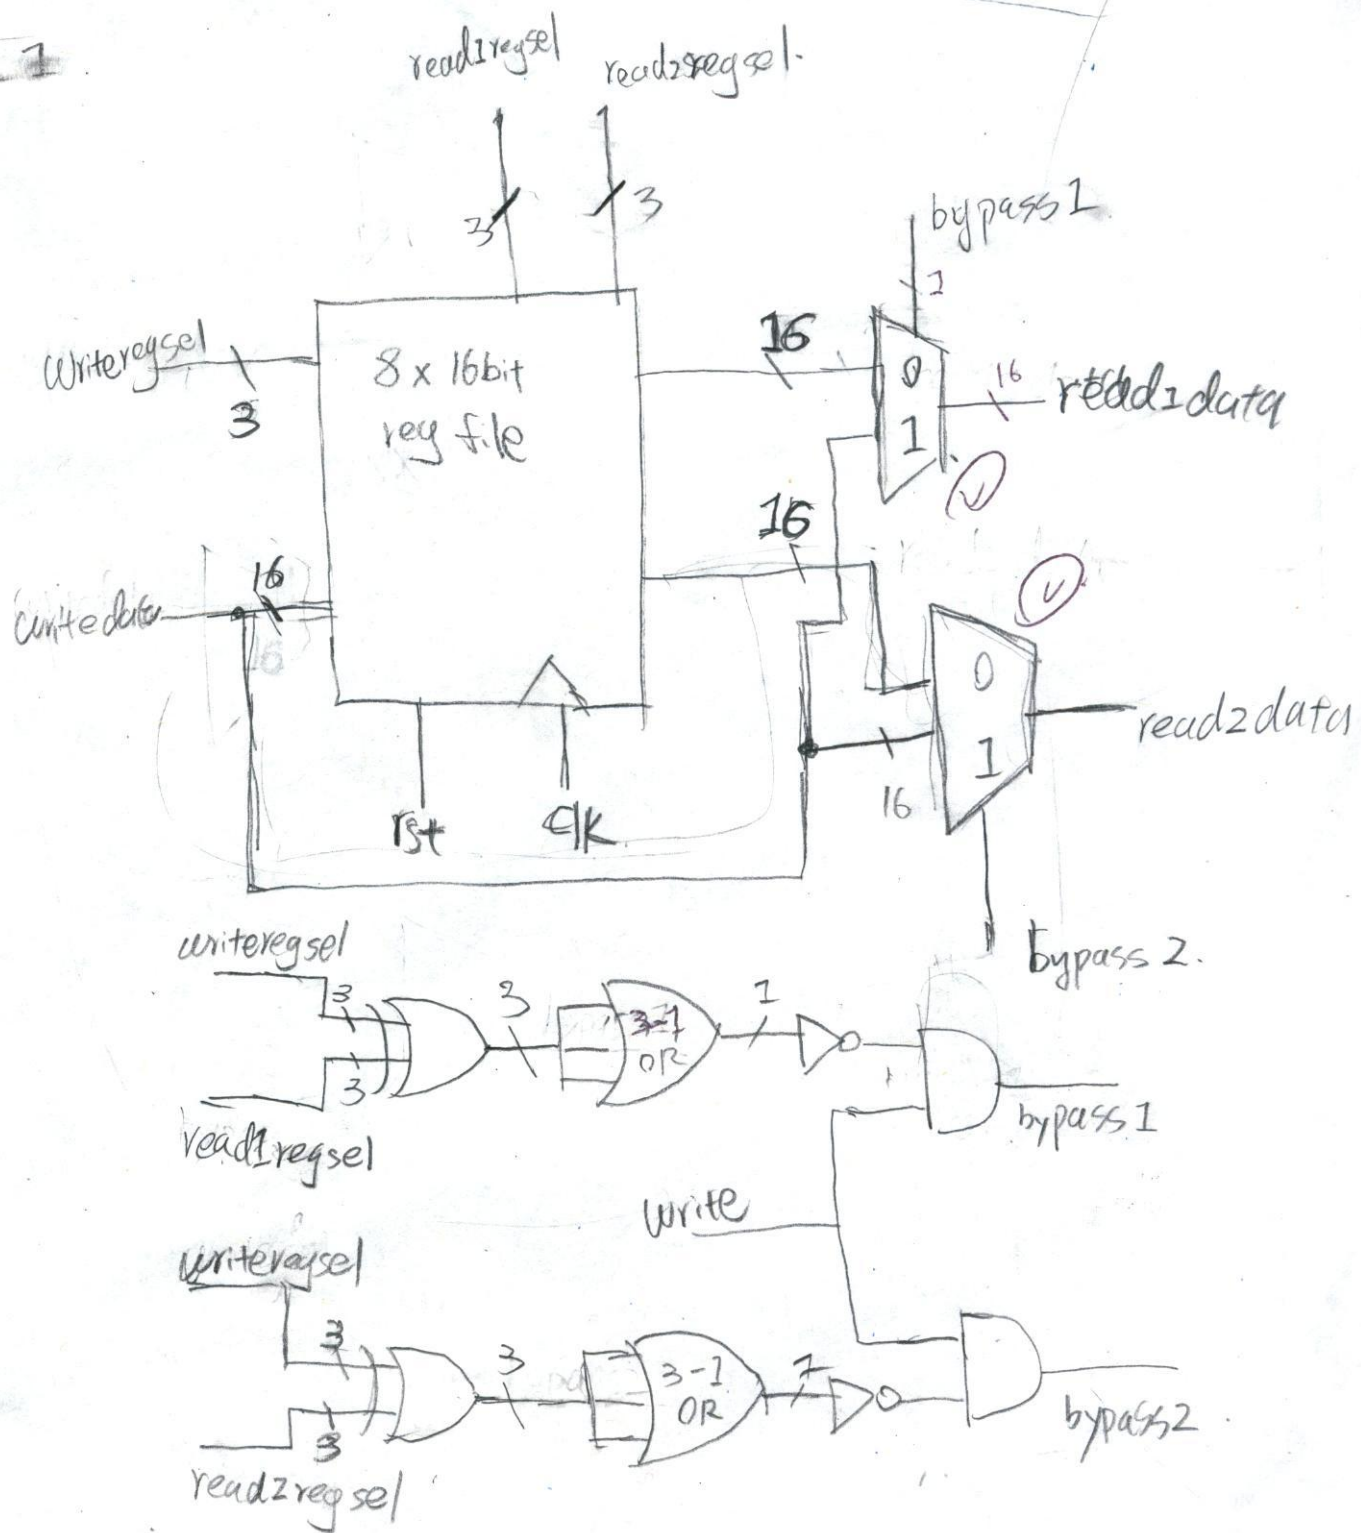 1
read1regsel
read2regsel.
3
3
bypass1
1
writeregsel
3
8 x 16bit
reg file
16
0
1
16
read1data
16
writedata
16
16
0
1
read2data
16
rst
clk
bypass 2.
writeregsel
3
3
read1regsel
3
3-1
OR
1
bypass1
write
writeregsel
3
3
read2regsel
3
3-1
OR
1
bypass2